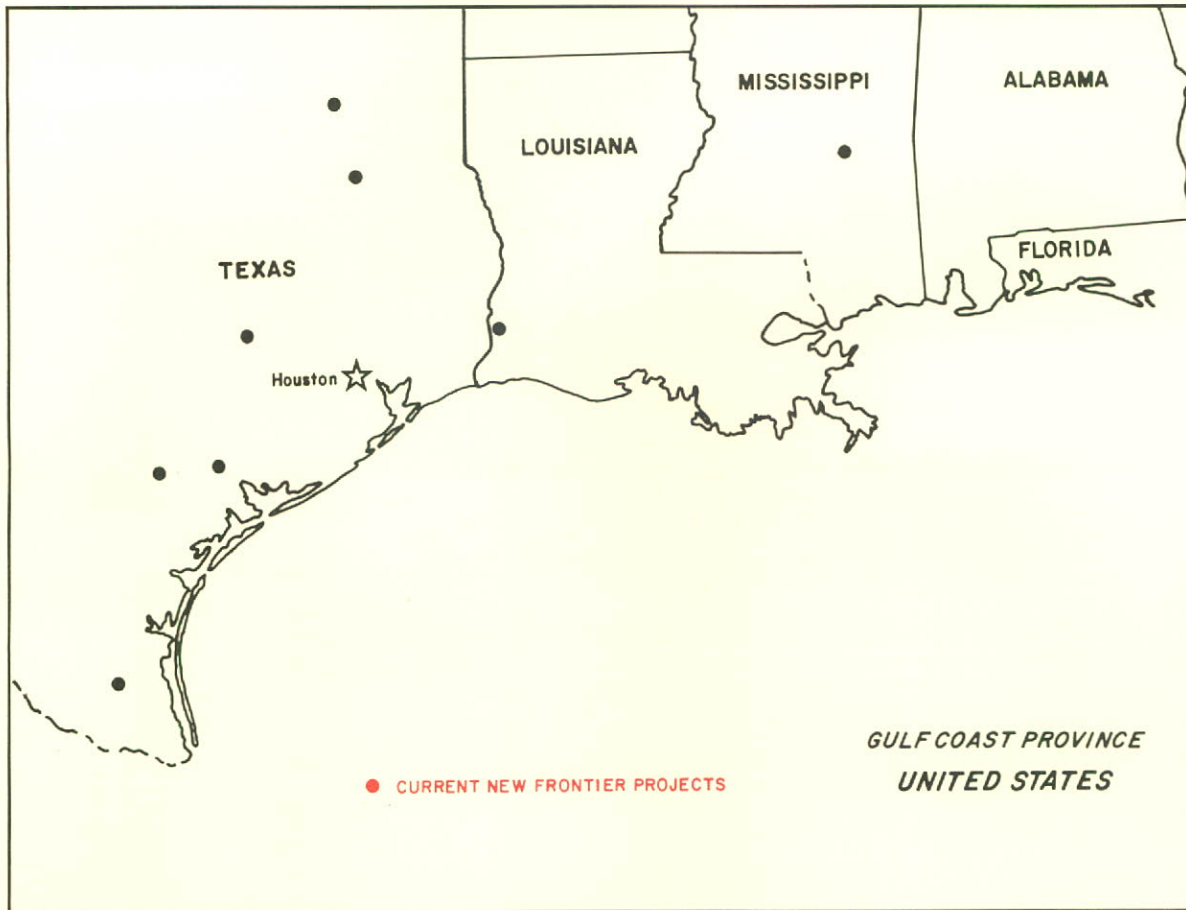 MISSISSIPPI
ALABAMA
LOUISIANA
FLORIDA
TEXAS
Houston
GULF COAST PROVINCE
UNITED STATES
CURRENT NEW FRONTIER PROJECTS